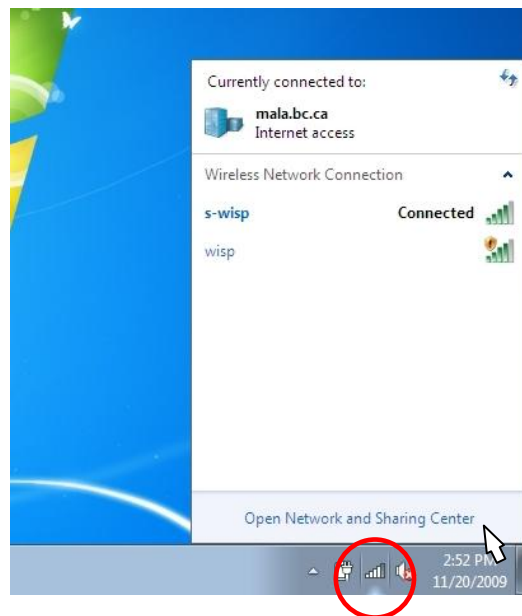 Currently connected to:
mala.bc.ca
Internet access
Wireless Network Connection
s-wisp Connected
wisp
Open Network and Sharing Center
2:52 PM
11/20/2009